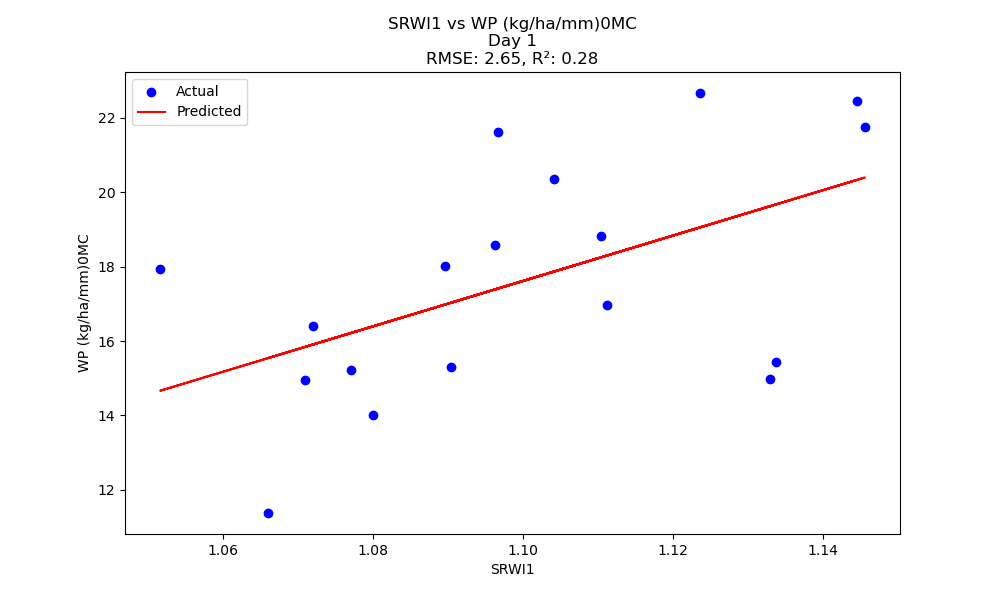 SRWI1 vs WP (kg/ha/mm)0MC
Day 1
RMSE: 2.65, R²: 0.28
Actual
Predicted
WP (kg/ha/mm)0MC
22
20
18
16
14
12
1.06 1.08 1.10 1.12 1.14
SRWI1